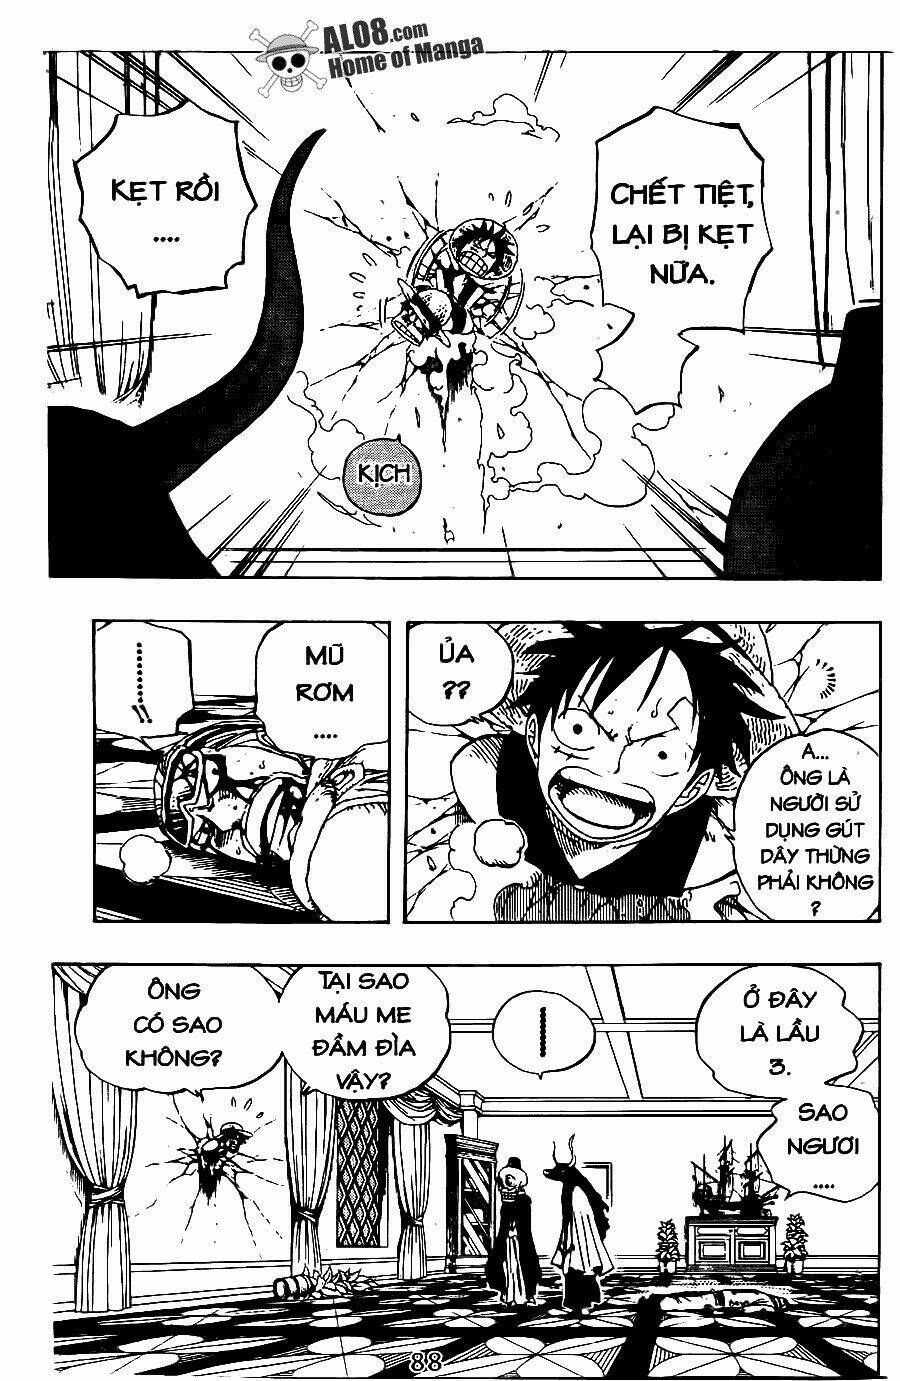 ALO8.com
Home of Manga
CHẾT TIỆT,
LẠI BỊ KẸT
NỮA.
KẸT RỒI
....
KỊCH
ỦA
??
A...
ÔNG LÀ
NGƯỜI SỬ
DỤNG GÚT
DÂY THỪNG
PHẢI KHÔNG
?
MŨ
RƠM
....
.........!!
Ở ĐÂY
LÀ LẦU
3.
SAO
NGƯƠI
....
.........
TẠI SAO
MÁU ME
ĐẦM ĐÌA
VẬY?
ÔNG
CÓ SAO
KHÔNG?
88